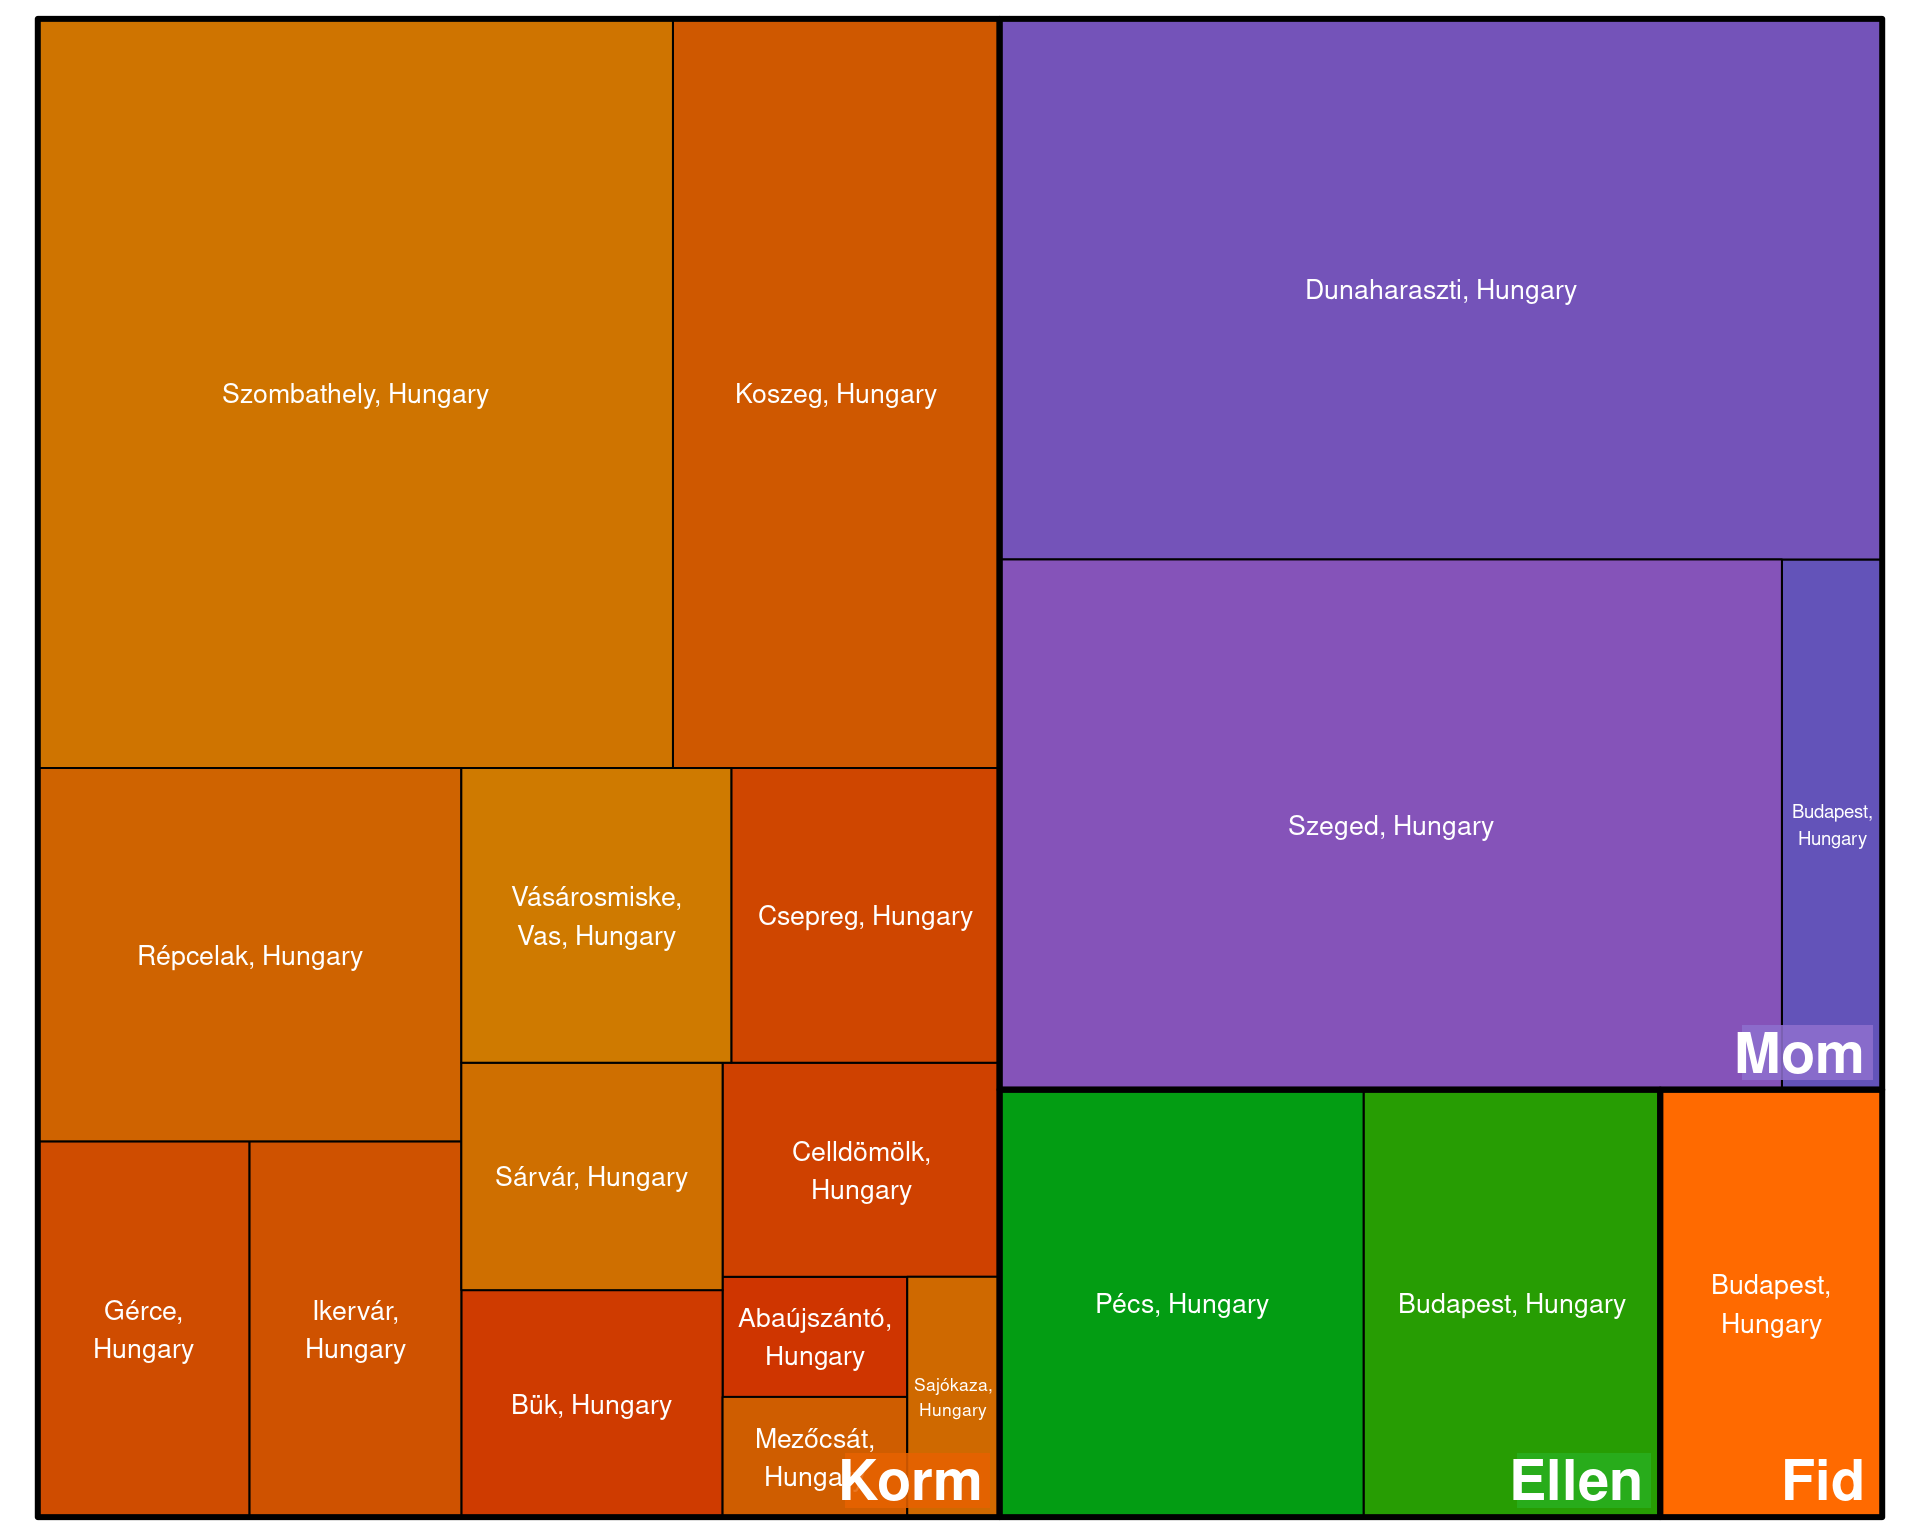 Szombathely, Hungary
Koszeg, Hungary
Dunaharaszti, Hungary
Szeged, Hungary
Budapest,
Hungary
Mom
Répcelak, Hungary
Vásárosmiske,
Vas, Hungary
Csepreg, Hungary
Sárvár, Hungary
Celldömölk,
Hungary
Gérce,
Hungary
Ikervár,
Hungary
Bük, Hungary
Abaújszántó,
Hungary
Sajókaza,
Hungary
Mezőcsát,
Hunga
Korm
Pécs, Hungary
Budapest, Hungary
Ellen
Budapest,
Hungary
Fid